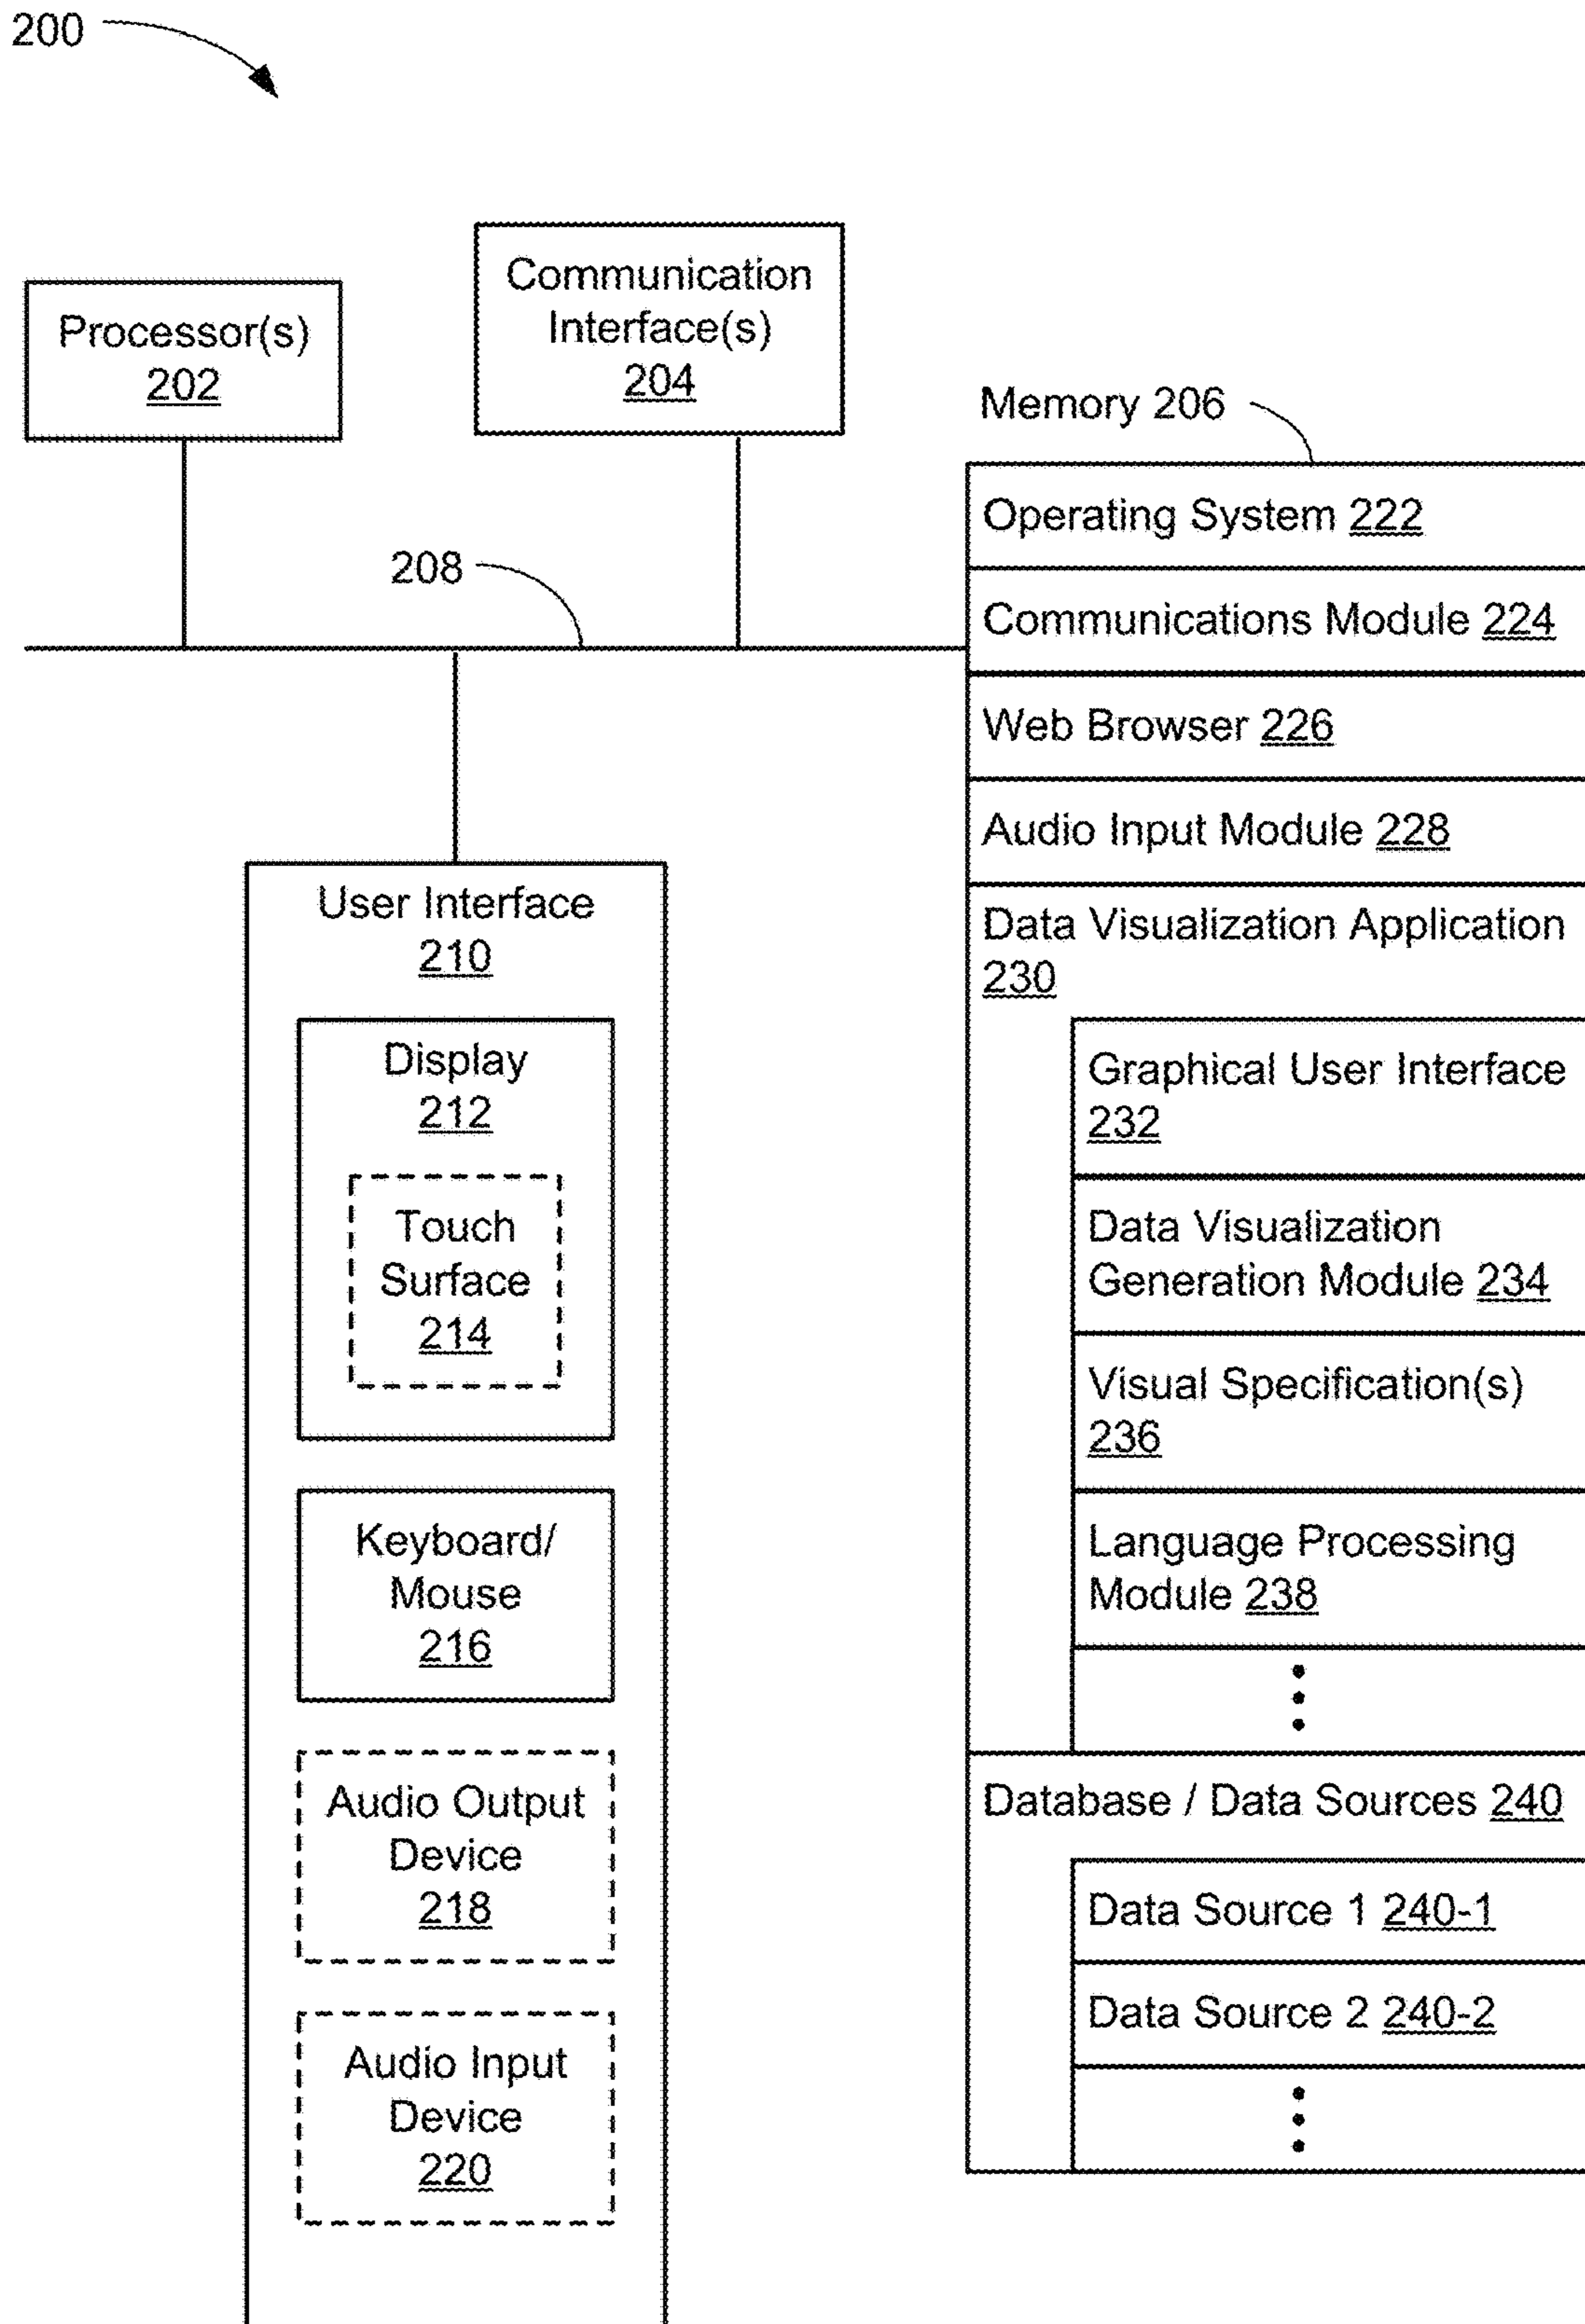 200
Processor(s)
202
Communication
Interface(s)
204
Memory 206
208
Operating System 222
Communications Module 224
Web Browser 226
Audio Input Module 228
Data Visualization Application
230
Graphical User Interface
232
Data Visualization
Generation Module 234
Visual Specification(s)
236
Language Processing
Module 238
Database / Data Sources 240
Data Source 1 240-1
Data Source 2 240-2
User Interface
210
Display
212
Touch
Surface
214
Keyboard/
Mouse
216
Audio Output
Device
218
Audio Input
Device
220